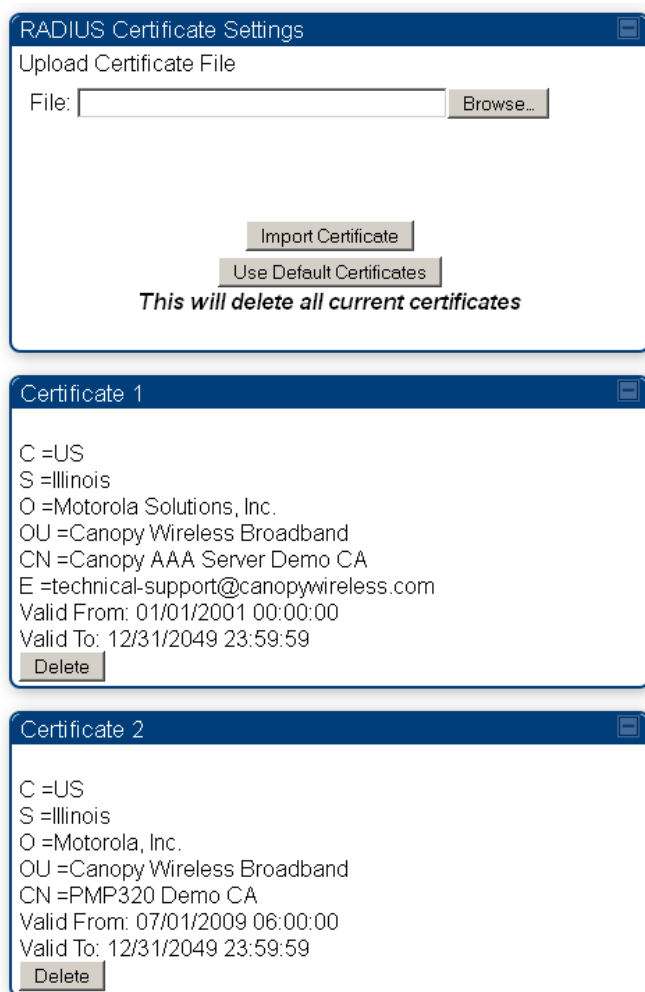 RADIUS Certificate Settings
Upload Certificate File
File: Browse...
Import Certificate
Use Default Certificates
This will delete all current certificates
Certificate 1
C =US
S =Illinois
O =Motorola Solutions, Inc.
OU =Canopy Wireless Broadband
CN =Canopy AAA Server Demo CA
E =technical-support@canopywireless.com
Valid From: 01/01/2001 00:00:00
Valid To: 12/31/2049 23:59:59
Delete
Certificate 2
C =US
S =Illinois
O =Motorola, Inc.
OU =Canopy Wireless Broadband
CN =PMP320 Demo CA
Valid From: 07/01/2009 06:00:00
Valid To: 12/31/2049 23:59:59
Delete